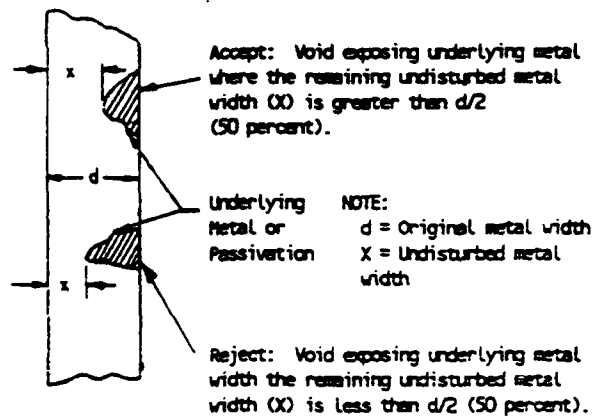 Accept: Void exposing underlying metal
where the remaining undisturbed metal
width (X) is greater than d/2
(50 percent).
x
d
Underlying
Metal or
Passivation
NOTE:
d = Original metal width
X = Undisturbed metal
width
x
Reject: Void exposing underlying metal
width the remaining undisturbed metal
width (X) is less than d/2 (50 percent).